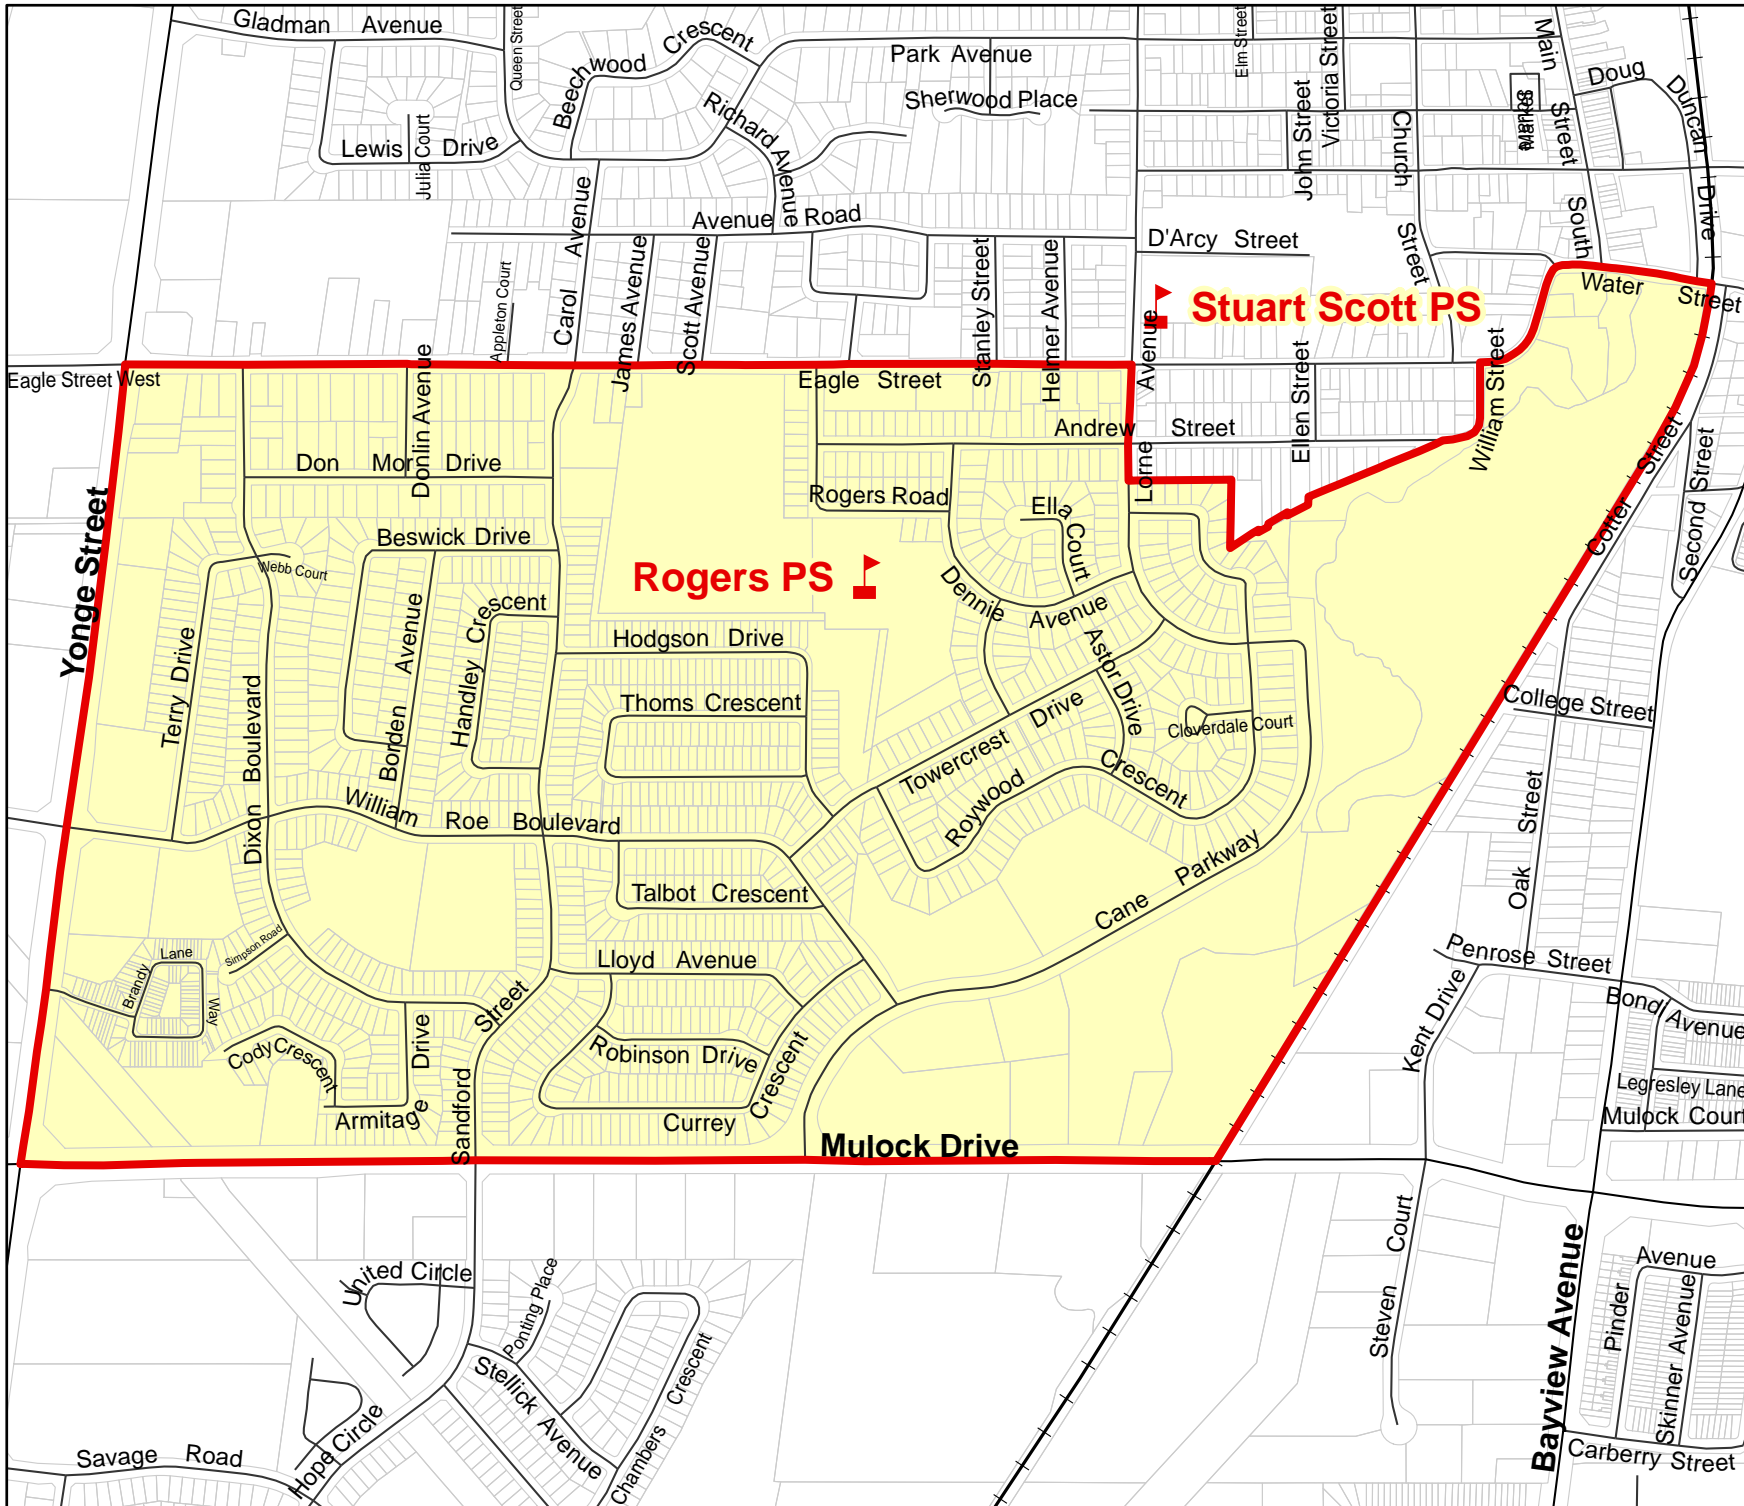 Gladman Avenue
Queen Street
Beechwood Crescent
Park Avenue
Elm Street
Victoria Street
Main Street South
Doug Duncan Drive
Sherwood Place
Richard Avenue
John Street
Church Street
Lewis Drive
Julia Court
Avenue Road
D'Arcy Street
Carol Avenue
James Avenue
Scott Avenue
Appleton Court
Stanley Street
Helmer Avenue
Stuart Scott PS
Water Street
Eagle Street West
Eagle Street
Lorne Avenue
Ellen Street
William Street
Andrew Street
Donlin Avenue
Don Mor Drive
Rogers Road
Ella Court
Cotter Street
Second Street
Yonge Street
Beswick Drive
Webb Court
Rogers PS
Dennie Avenue
Terry Drive
Borden Avenue
Handley Crescent
Hodgson Drive
Astor Drive
Dixon Boulevard
Thoms Crescent
Towercrest Drive
Cloverdale Court
College Street
William Roe Boulevard
Roywood Crescent
Oak Street
Talbot Crescent
Cane Parkway
Simpson Road
Brandy Lane Way
Lloyd Avenue
Penrose Street
Kent Drive
Bondi Avenue
Sandford Street
Cody Crescent
Robinson Drive
Legresley Lane
Armitage Drive
Currey Crescent
Mulock Court
Mulock Drive
Steven Court
Bayview Avenue
United Circle
Ponting Place
Pinder Avenue
Skinner Avenue
Stellick Avenue
Chambers Crescent
Hope Circle
Savage Road
Carberry Street